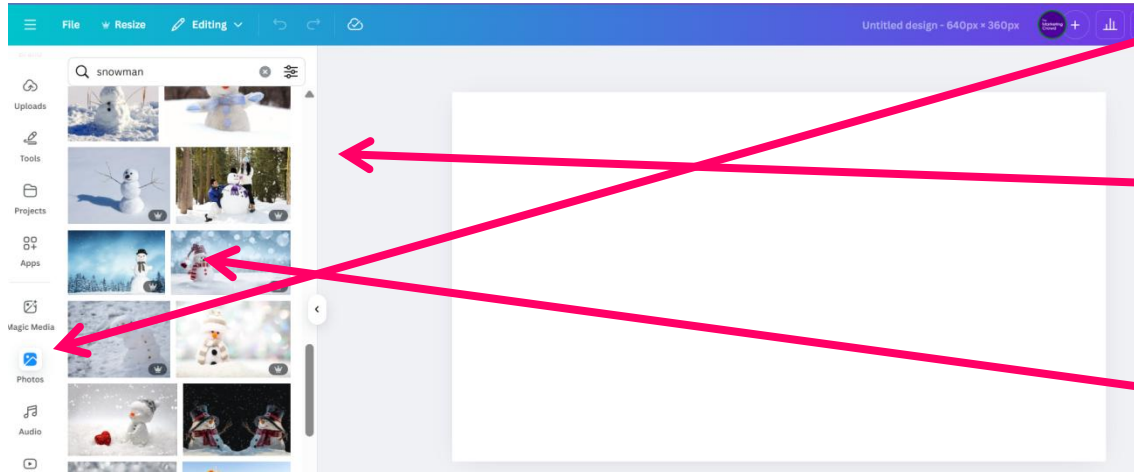 File Resize Editing Untitled design - 640px × 360px +
snowman
Uploads
Tools
Projects
Apps
Magic Media
Photos
Audio